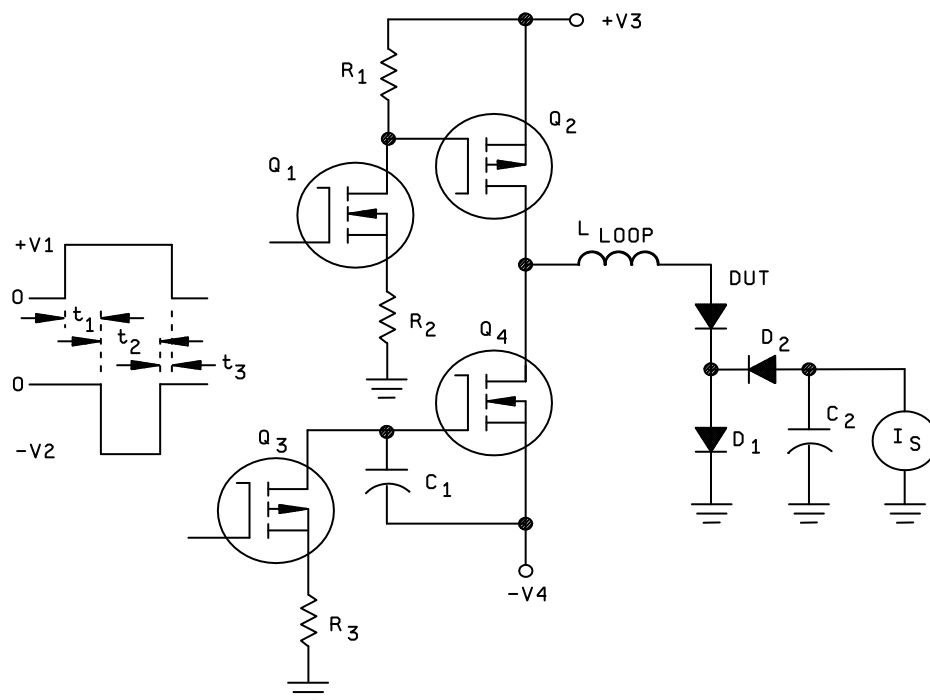 +V3
R1
Q2
Q1
+V1
L LOOP
0
DUT
t1
R2
Q4
t2
D2
t3
0
C2
IS
-V2
Q3
D1
C1
-V4
R3